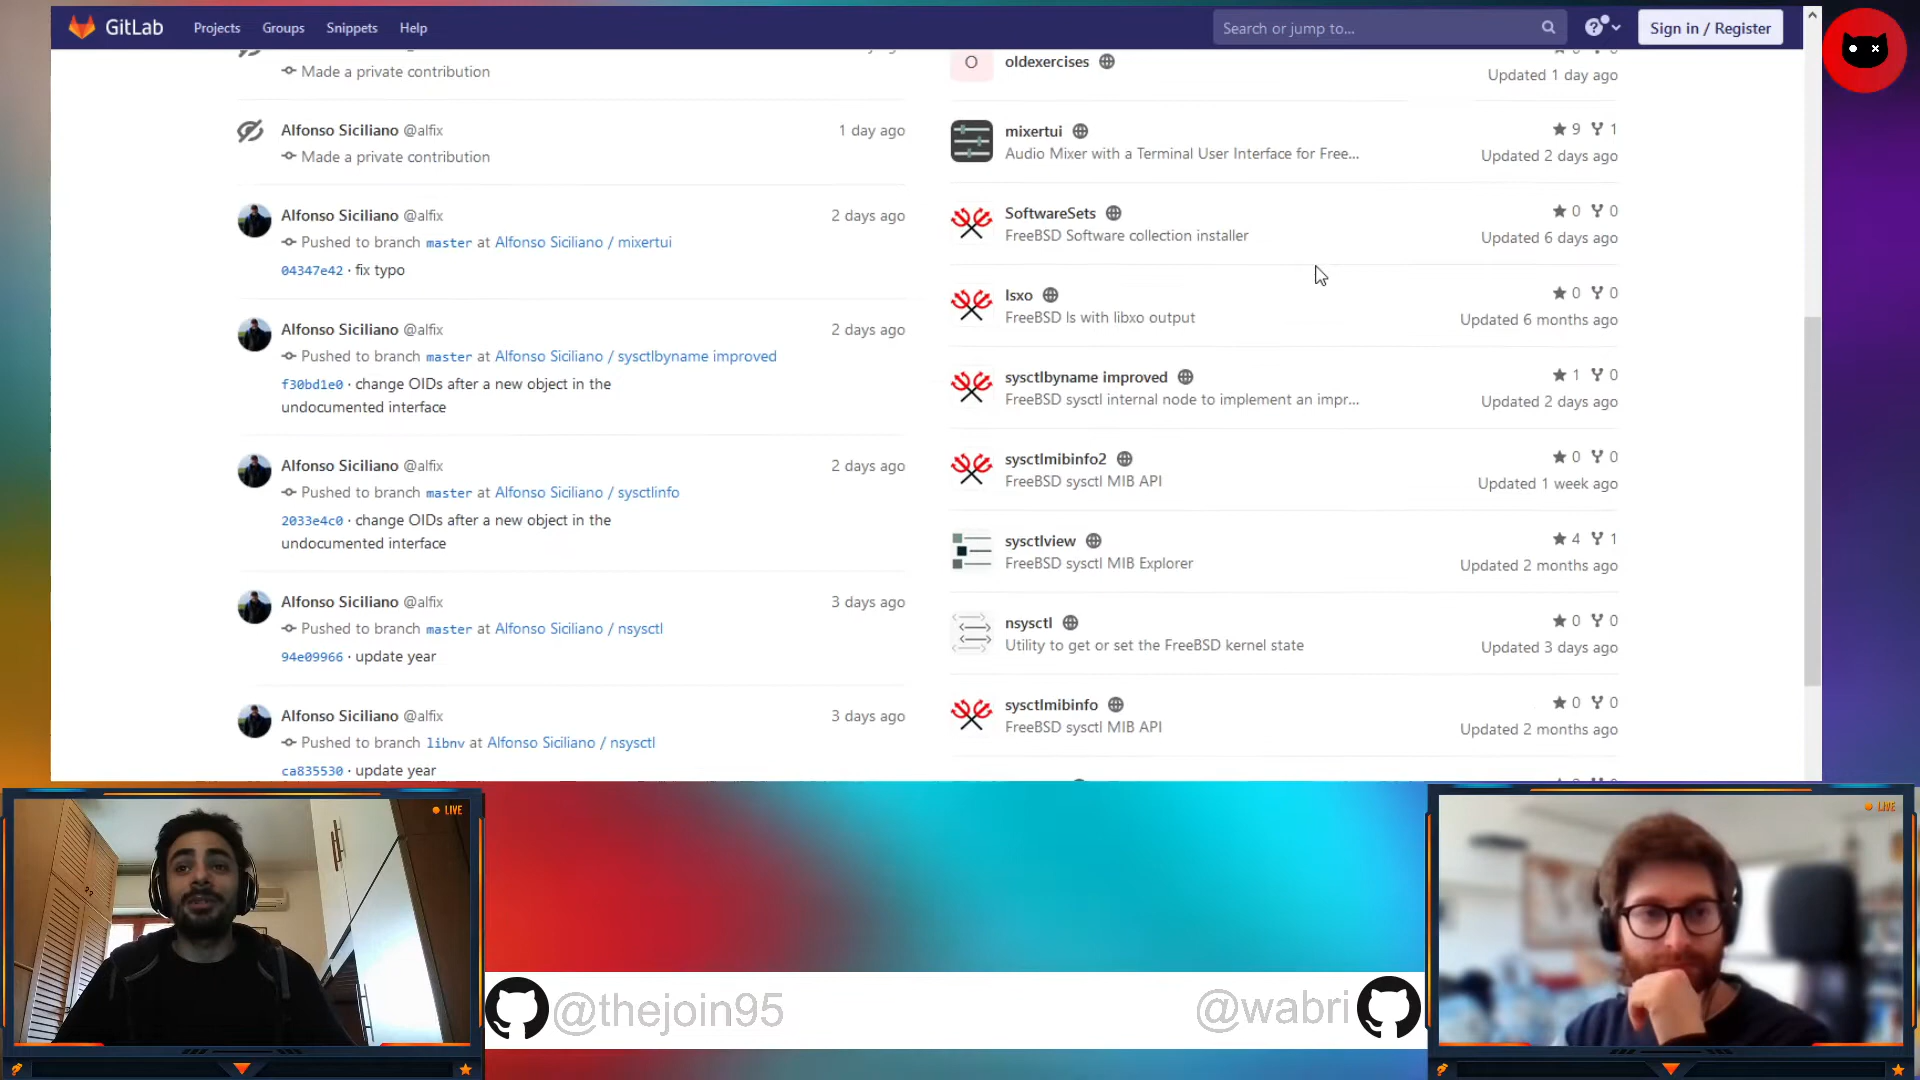 GitLab Projects Groups Snippets Help Search or jump to... Sign in / Register
Made a private contribution
Alfonso Siciliano @alfix 1 day ago
Made a private contribution
Alfonso Siciliano @alfix 2 days ago
Pushed to branch master at Alfonso Siciliano / mixertui
04347e42 · fix typo
Alfonso Siciliano @alfix 2 days ago
Pushed to branch master at Alfonso Siciliano / sysctlbyname improved
f30bd1e0 · change OIDs after a new object in the
undocumented interface
Alfonso Siciliano @alfix 2 days ago
Pushed to branch master at Alfonso Siciliano / sysctlinfo
2033e4c0 · change OIDs after a new object in the
undocumented interface
Alfonso Siciliano @alfix 3 days ago
Pushed to branch master at Alfonso Siciliano / nsysctl
94e09966 · update year
Alfonso Siciliano @alfix 3 days ago
Pushed to branch libnv at Alfonso Siciliano / nsysctl
ca835530 · update year
O oldexercises
Updated 1 day ago
mixertui 9 1
Audio Mixer with a Terminal User Interface for Free... Updated 2 days ago
SoftwareSets 0 0
FreeBSD Software collection installer Updated 6 days ago
lsxo 0 0
FreeBSD ls with libxo output Updated 6 months ago
sysctlbyname improved 1 0
FreeBSD sysctl internal node to implement an impr... Updated 2 days ago
sysctlmibinfo2 0 0
FreeBSD sysctl MIB API Updated 1 week ago
sysctlview 4 1
FreeBSD sysctl MIB Explorer Updated 2 months ago
nsysctl 0 0
Utility to get or set the FreeBSD kernel state Updated 3 days ago
sysctlmibinfo 0 0
FreeBSD sysctl MIB API Updated 2 months ago
LIVE
LIVE
@thejoin95
@wabri